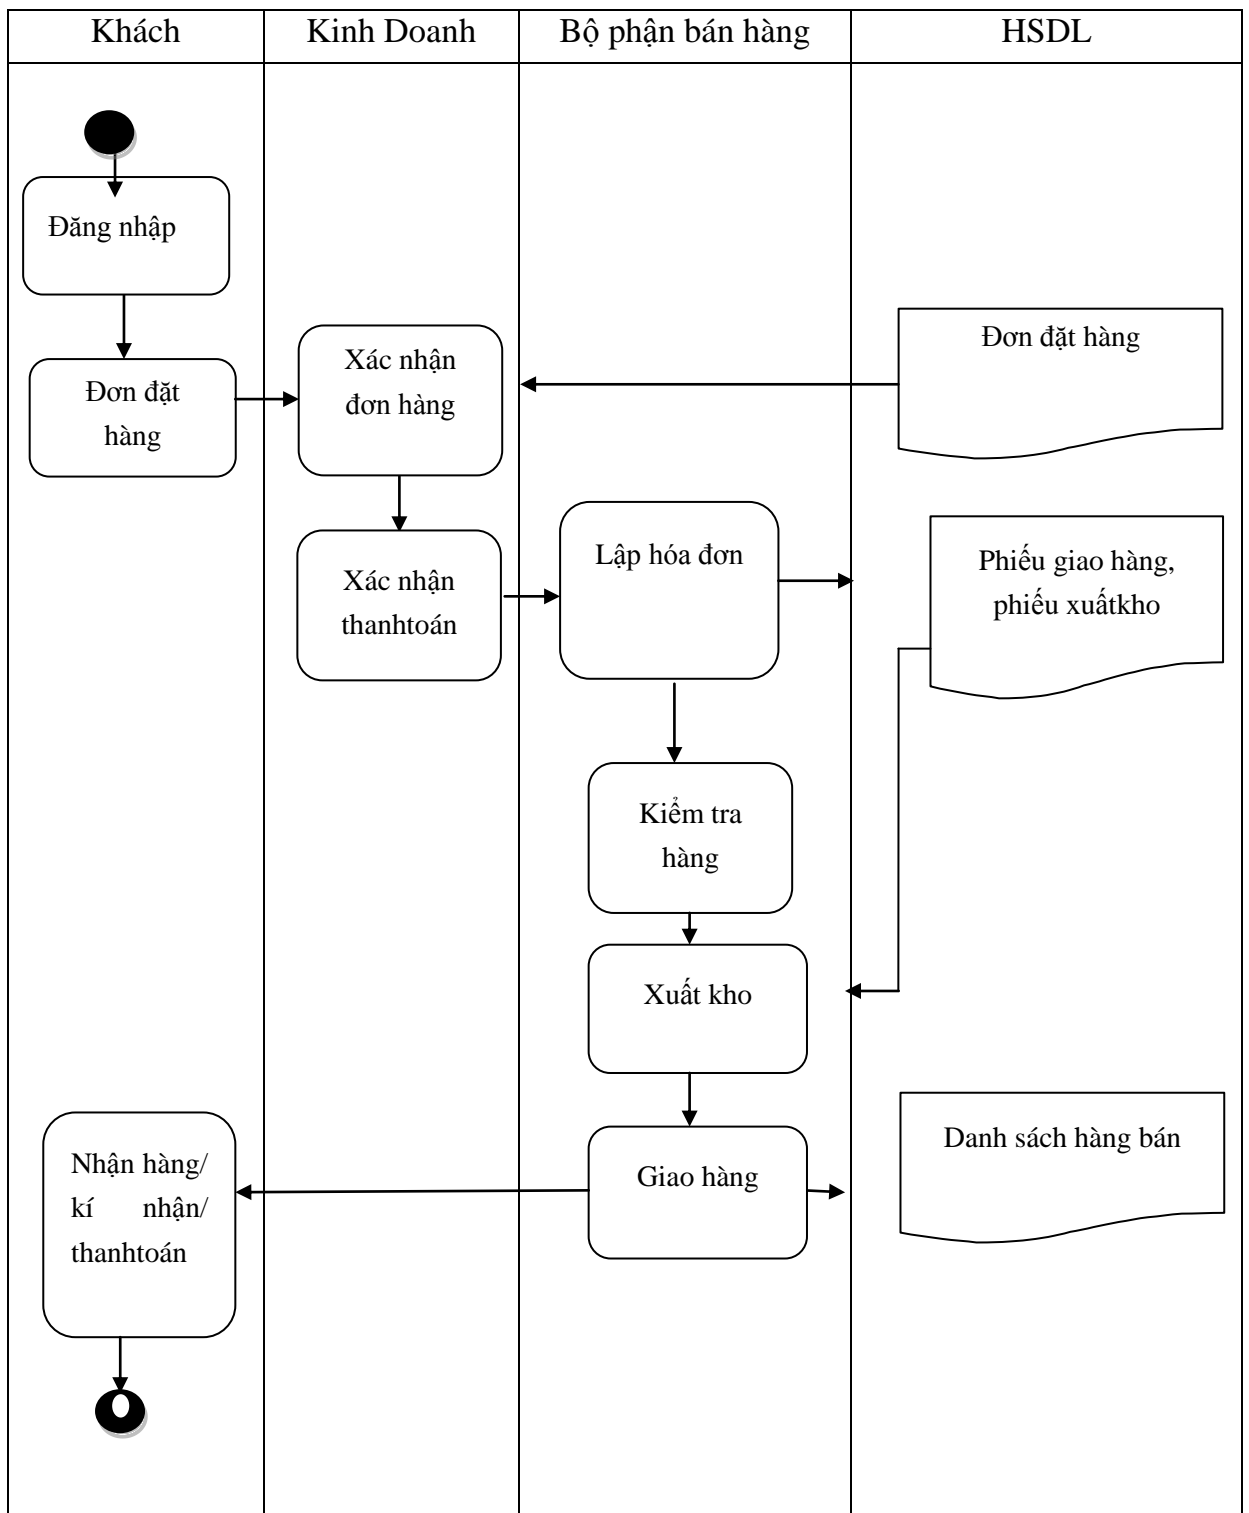 Khách
Kinh Doanh
Bộ phận bán hàng
HSDL
Đăng nhập
Đơn đặt
hàng
Xác nhận
đơn hàng
Đơn đặt hàng
Xác nhận
thanhtoán
Lập hóa đơn
Phiếu giao hàng,
phiếu xuấtkho
Kiểm tra
hàng
Xuất kho
Giao hàng
Danh sách hàng bán
Nhận hàng/
kí nhận/
thanhtoán